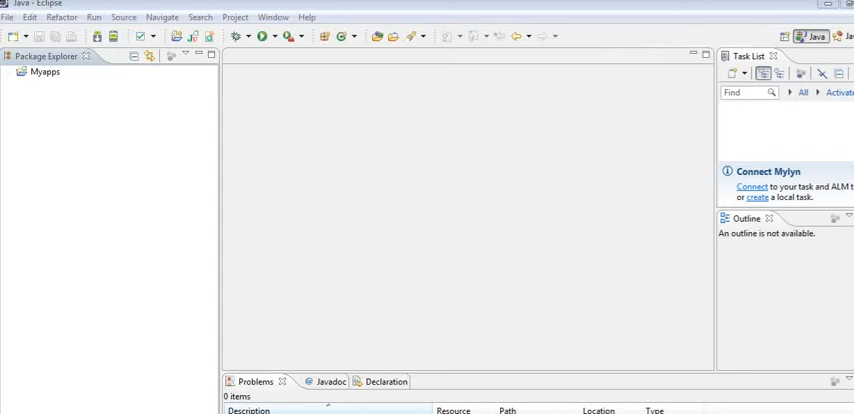 Java - Eclipse
File Edit Refactor Run Source Navigate Search Project Window Help
Java
Package Explorer
Myapps
Task List
Find All Activate
Connect Mylyn
Connect to your task and ALM t
or create a local task.
Outline
An outline is not available.
Problems @ Javadoc Declaration
0 items
Description Resource Path Location Type